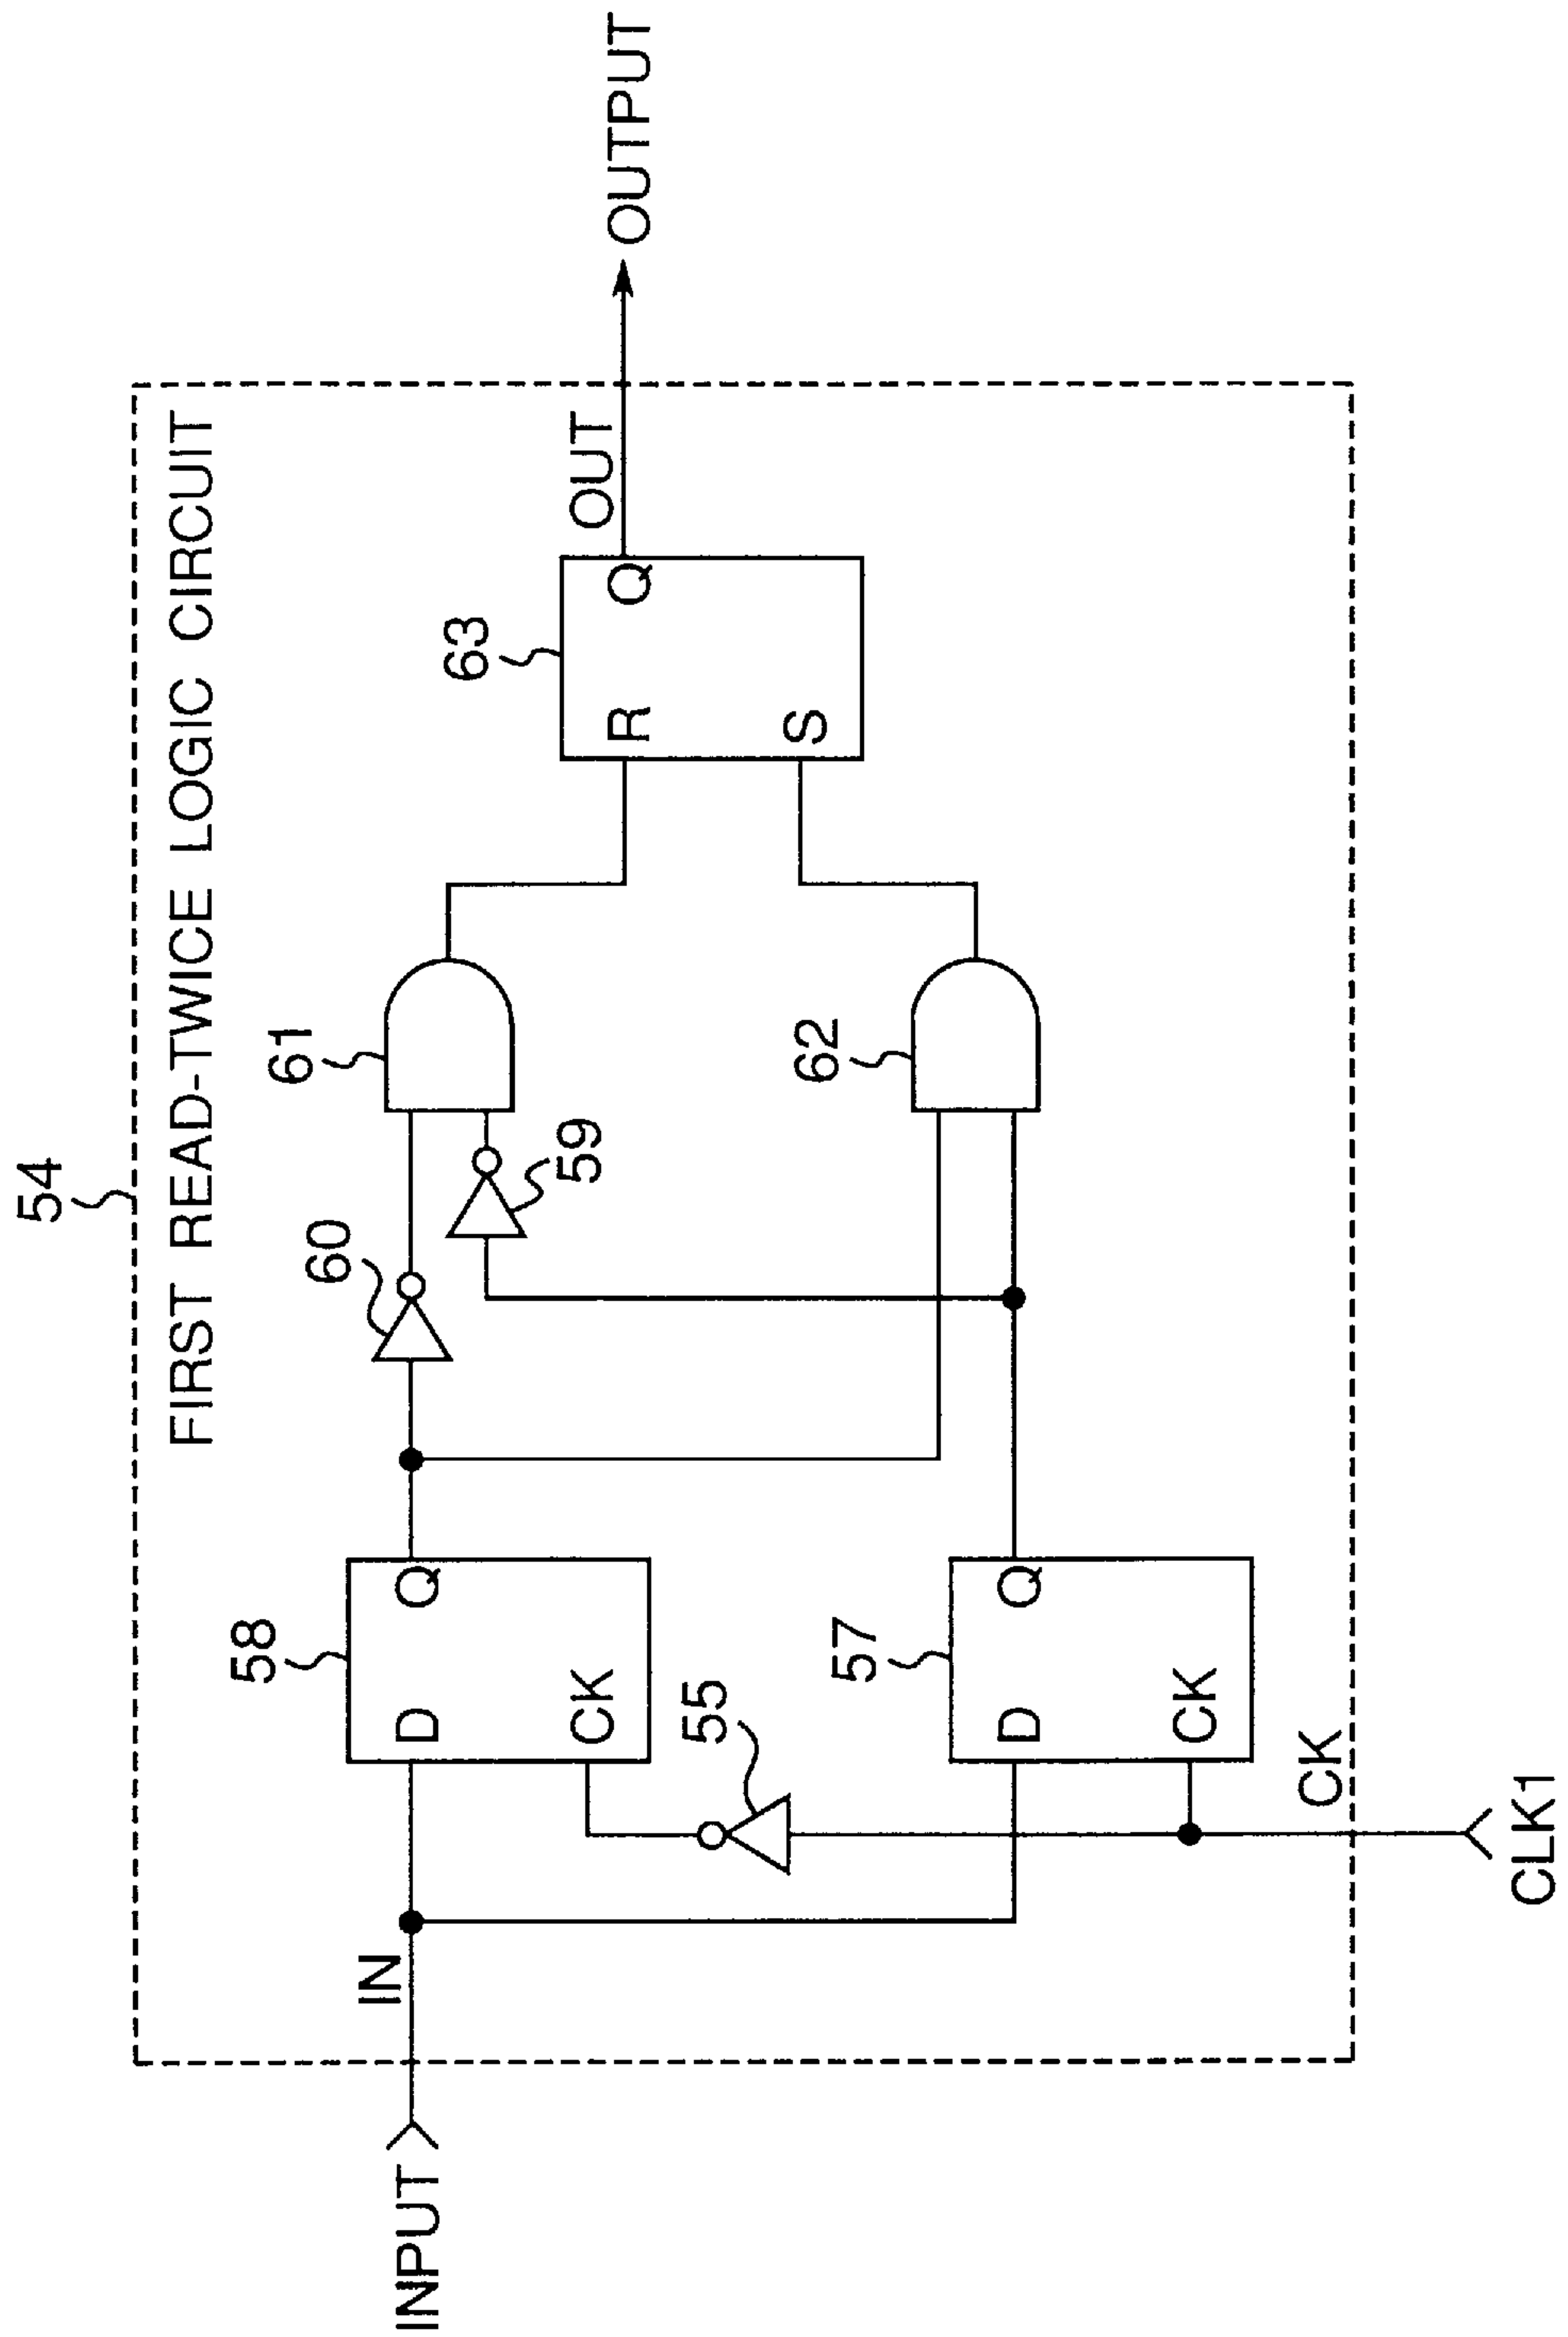 54
FIRST READ-TWICE LOGIC CIRCUIT
INPUT
IN
58
D
Q
CK
55
57
D
Q
CK
CK
CLK1
60
59
61
62
63
R
S
Q
OUT
OUTPUT